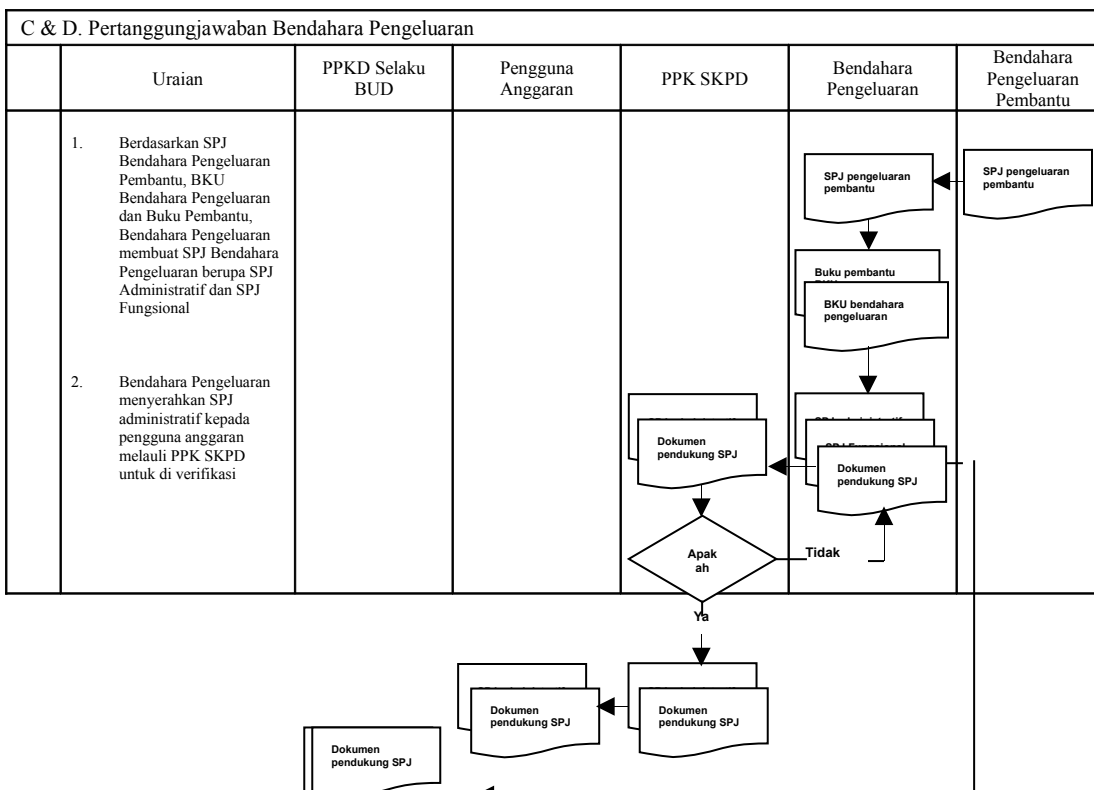 C & D. Pertanggungjawaban Bendahara Pengeluaran
Uraian
PPKD Selaku
BUD
Pengguna
Anggaran
PPK SKPD
Bendahara
Pengeluaran
Bendahara
Pengeluaran
Pembantu
1. Berdasarkan SPJ
Bendahara Pengeluaran
Pembantu, BKU
Bendahara Pengeluaran
dan Buku Pembantu,
Bendahara Pengeluaran
membuat SPJ Bendahara
Pengeluaran berupa SPJ
Administratif dan SPJ
Fungsional
SPJ pengeluaran
pembantu
SPJ pengeluaran
pembantu
Buku pembantu
BKU bendahara
pengeluaran
2. Bendahara Pengeluaran
menyerahkan SPJ
administratif kepada
pengguna anggaran
melauli PPK SKPD
untuk di verifikasi
Dokumen
pendukung SPJ
Dokumen
pendukung SPJ
Apak
ah
Tidak
Ya
Dokumen
pendukung SPJ
Dokumen
pendukung SPJ
Dokumen
pendukung SPJ